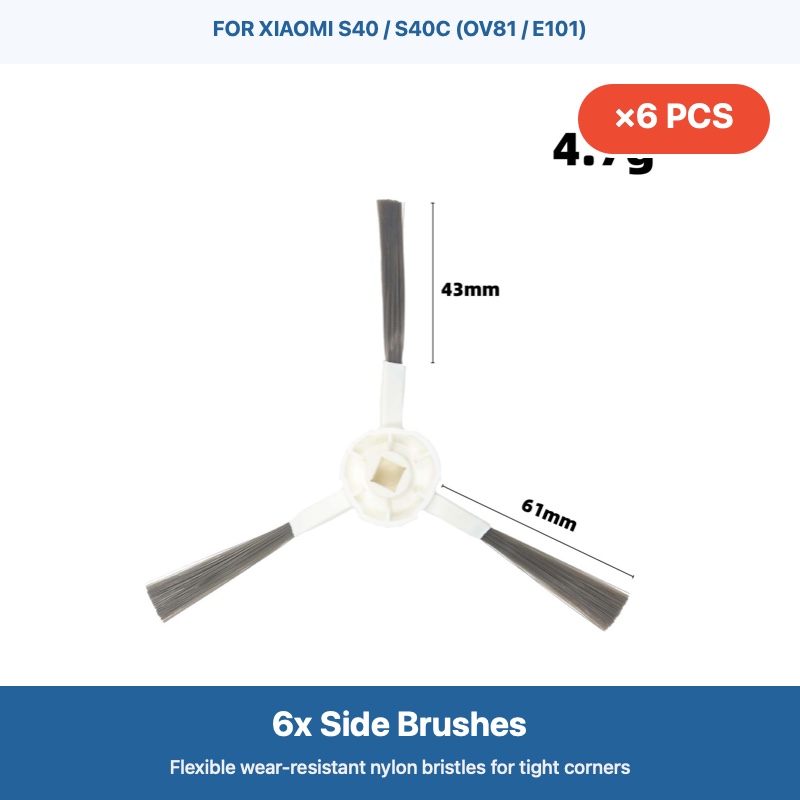 FOR XIAOMI S40 / S40C (OV81 / E101)
×6 PCS
43mm
61mm
6x Side Brushes
Flexible wear-resistant nylon bristles for tight corners